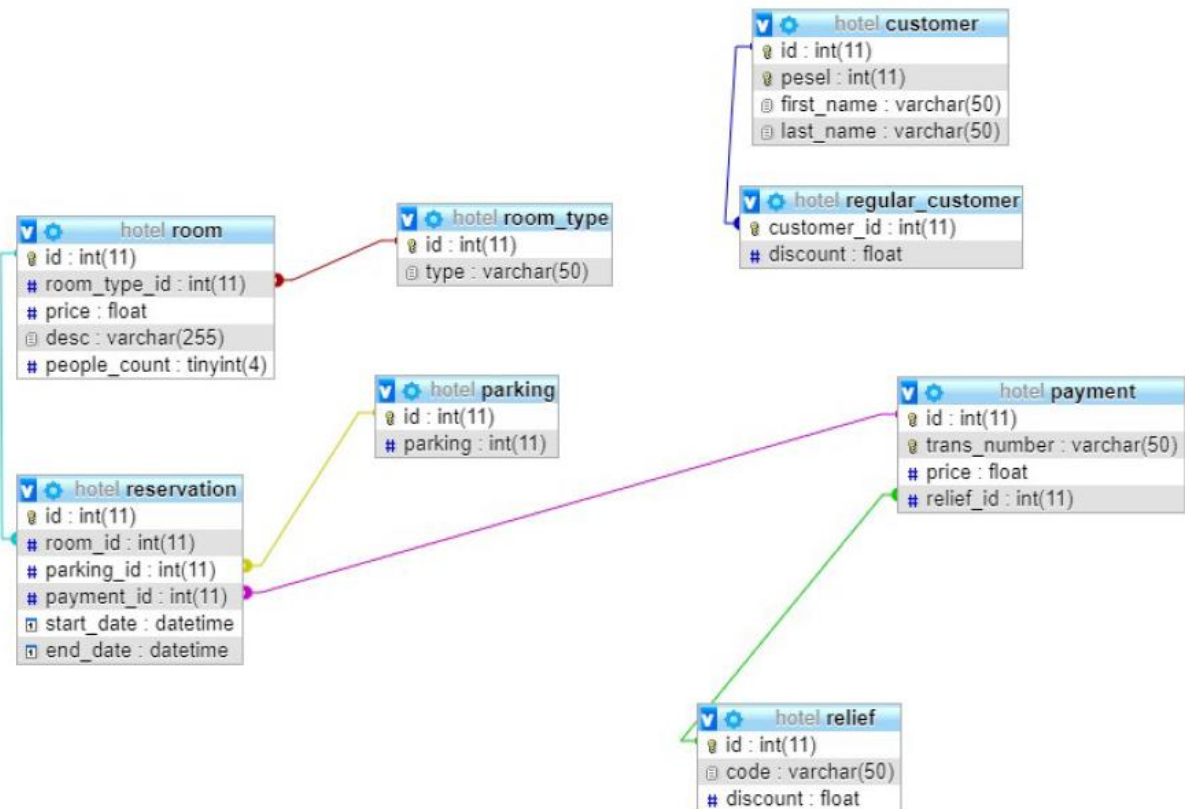 hotel customer
id : int(11)
pesel : int(11)
first_name : varchar(50)
last_name : varchar(50)
hotel regular_customer
customer_id : int(11)
# discount : float
hotel room
id : int(11)
# room_type_id : int(11)
# price : float
desc : varchar(255)
# people_count : tinyint(4)
hotel room_type
id : int(11)
type : varchar(50)
hotel parking
id : int(11)
# parking : int(11)
hotel payment
id : int(11)
trans_number : varchar(50)
# price : float
# relief_id : int(11)
hotel reservation
id : int(11)
# room_id : int(11)
# parking_id : int(11)
# payment_id : int(11)
start_date : datetime
end_date : datetime
hotel relief
id : int(11)
code : varchar(50)
# discount : float